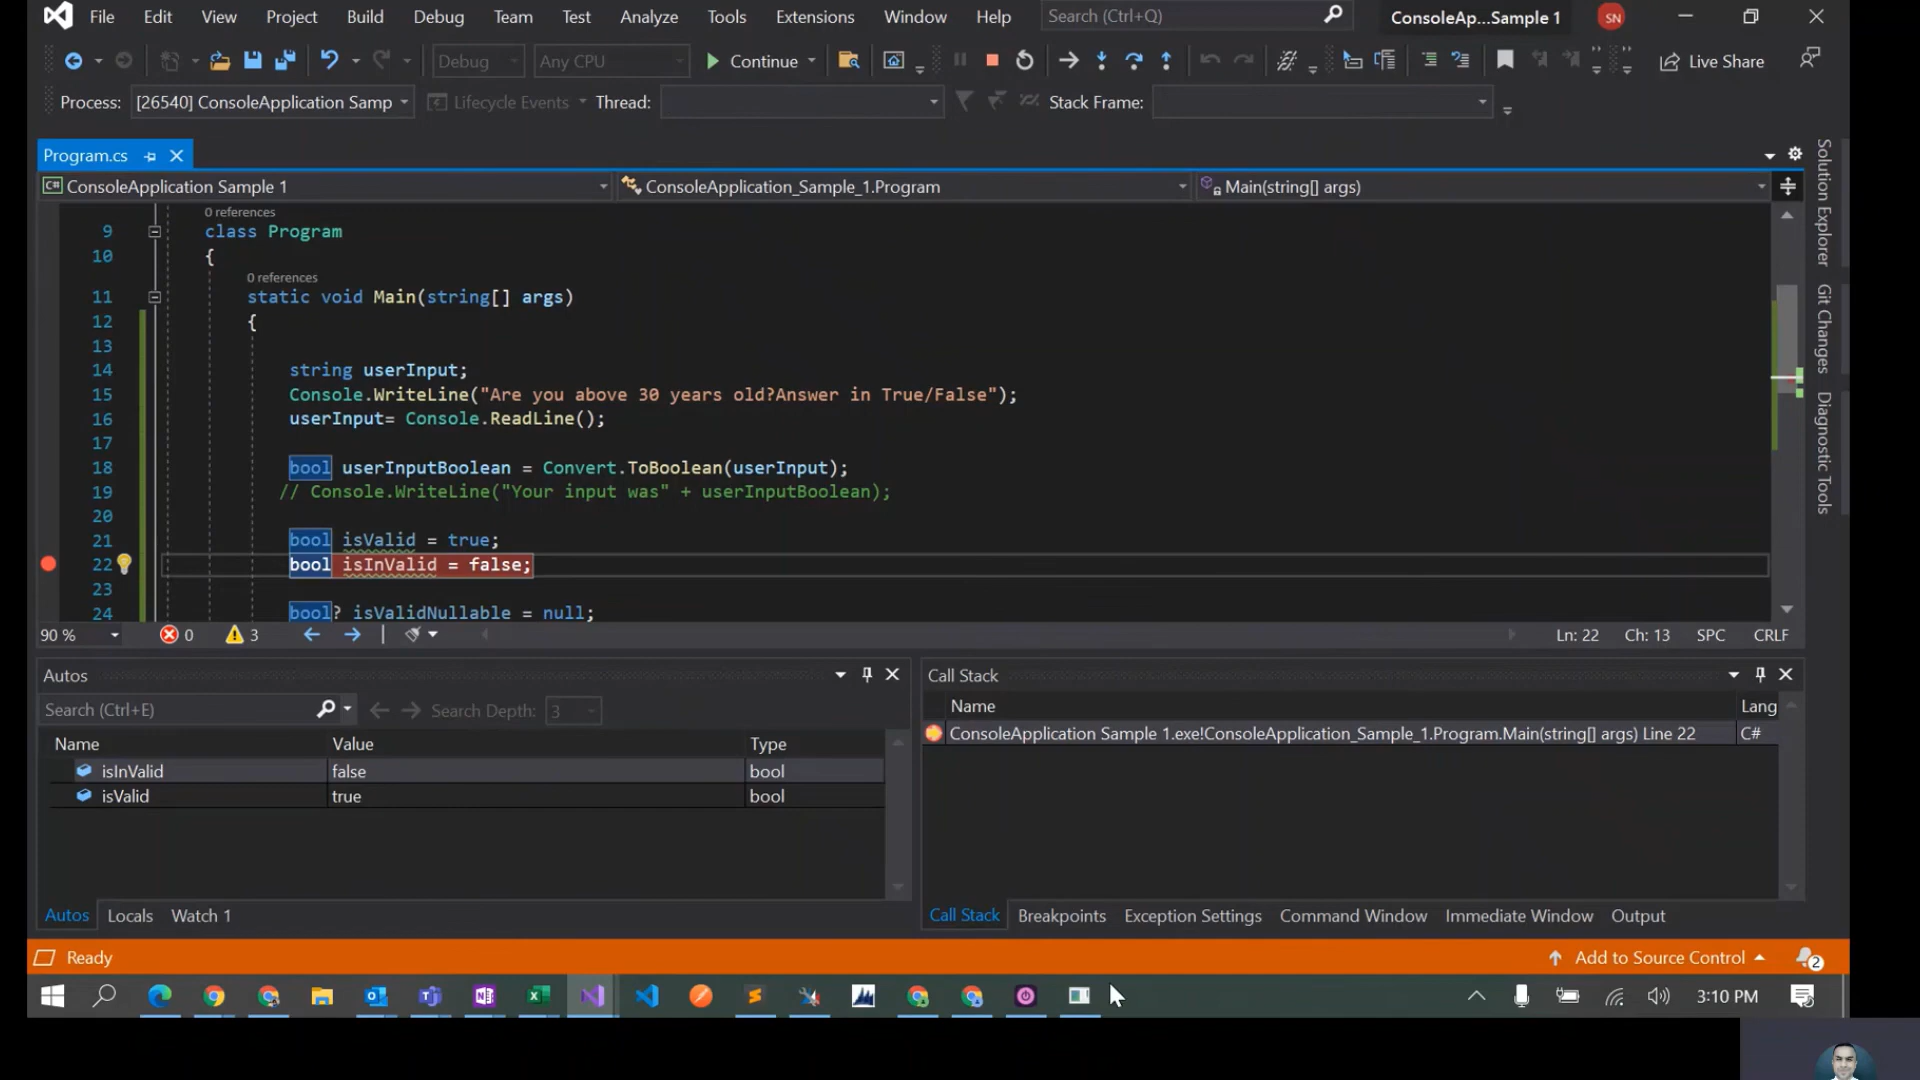 File Edit View Project Build Debug Team Test Analyze Tools Extensions Window Help Search (Ctrl+Q) ConsoleAp...Sample 1 SN
Debug Any CPU Continue Live Share
Process: [26540] ConsoleApplication Samp Lifecycle Events Thread: Stack Frame:
Program.cs
C# ConsoleApplication Sample 1 ConsoleApplication_Sample_1.Program Main(string[] args)
0 references
9 class Program
10 {
0 references
11 static void Main(string[] args)
12 {
13
14 string userInput;
15 Console.WriteLine("Are you above 30 years old?Answer in True/False");
16 userInput= Console.ReadLine();
17
18 bool userInputBoolean = Convert.ToBoolean(userInput);
19 // Console.WriteLine("Your input was" + userInputBoolean);
20
21 bool isValid = true;
22 bool isInValid = false;
23
24 bool? isValidNullable = null;
90 % 0 3 Ln: 22 Ch: 13 SPC CRLF
Solution Explorer
Git Changes
Diagnostic Tools
Autos
Search (Ctrl+E) Search Depth: 3
Name Value Type
isInValid false bool
isValid true bool
Autos Locals Watch 1
Call Stack
Name Lang
ConsoleApplication Sample 1.exe!ConsoleApplication_Sample_1.Program.Main(string[] args) Line 22 C#
Call Stack Breakpoints Exception Settings Command Window Immediate Window Output
Ready Add to Source Control 2
3:10 PM